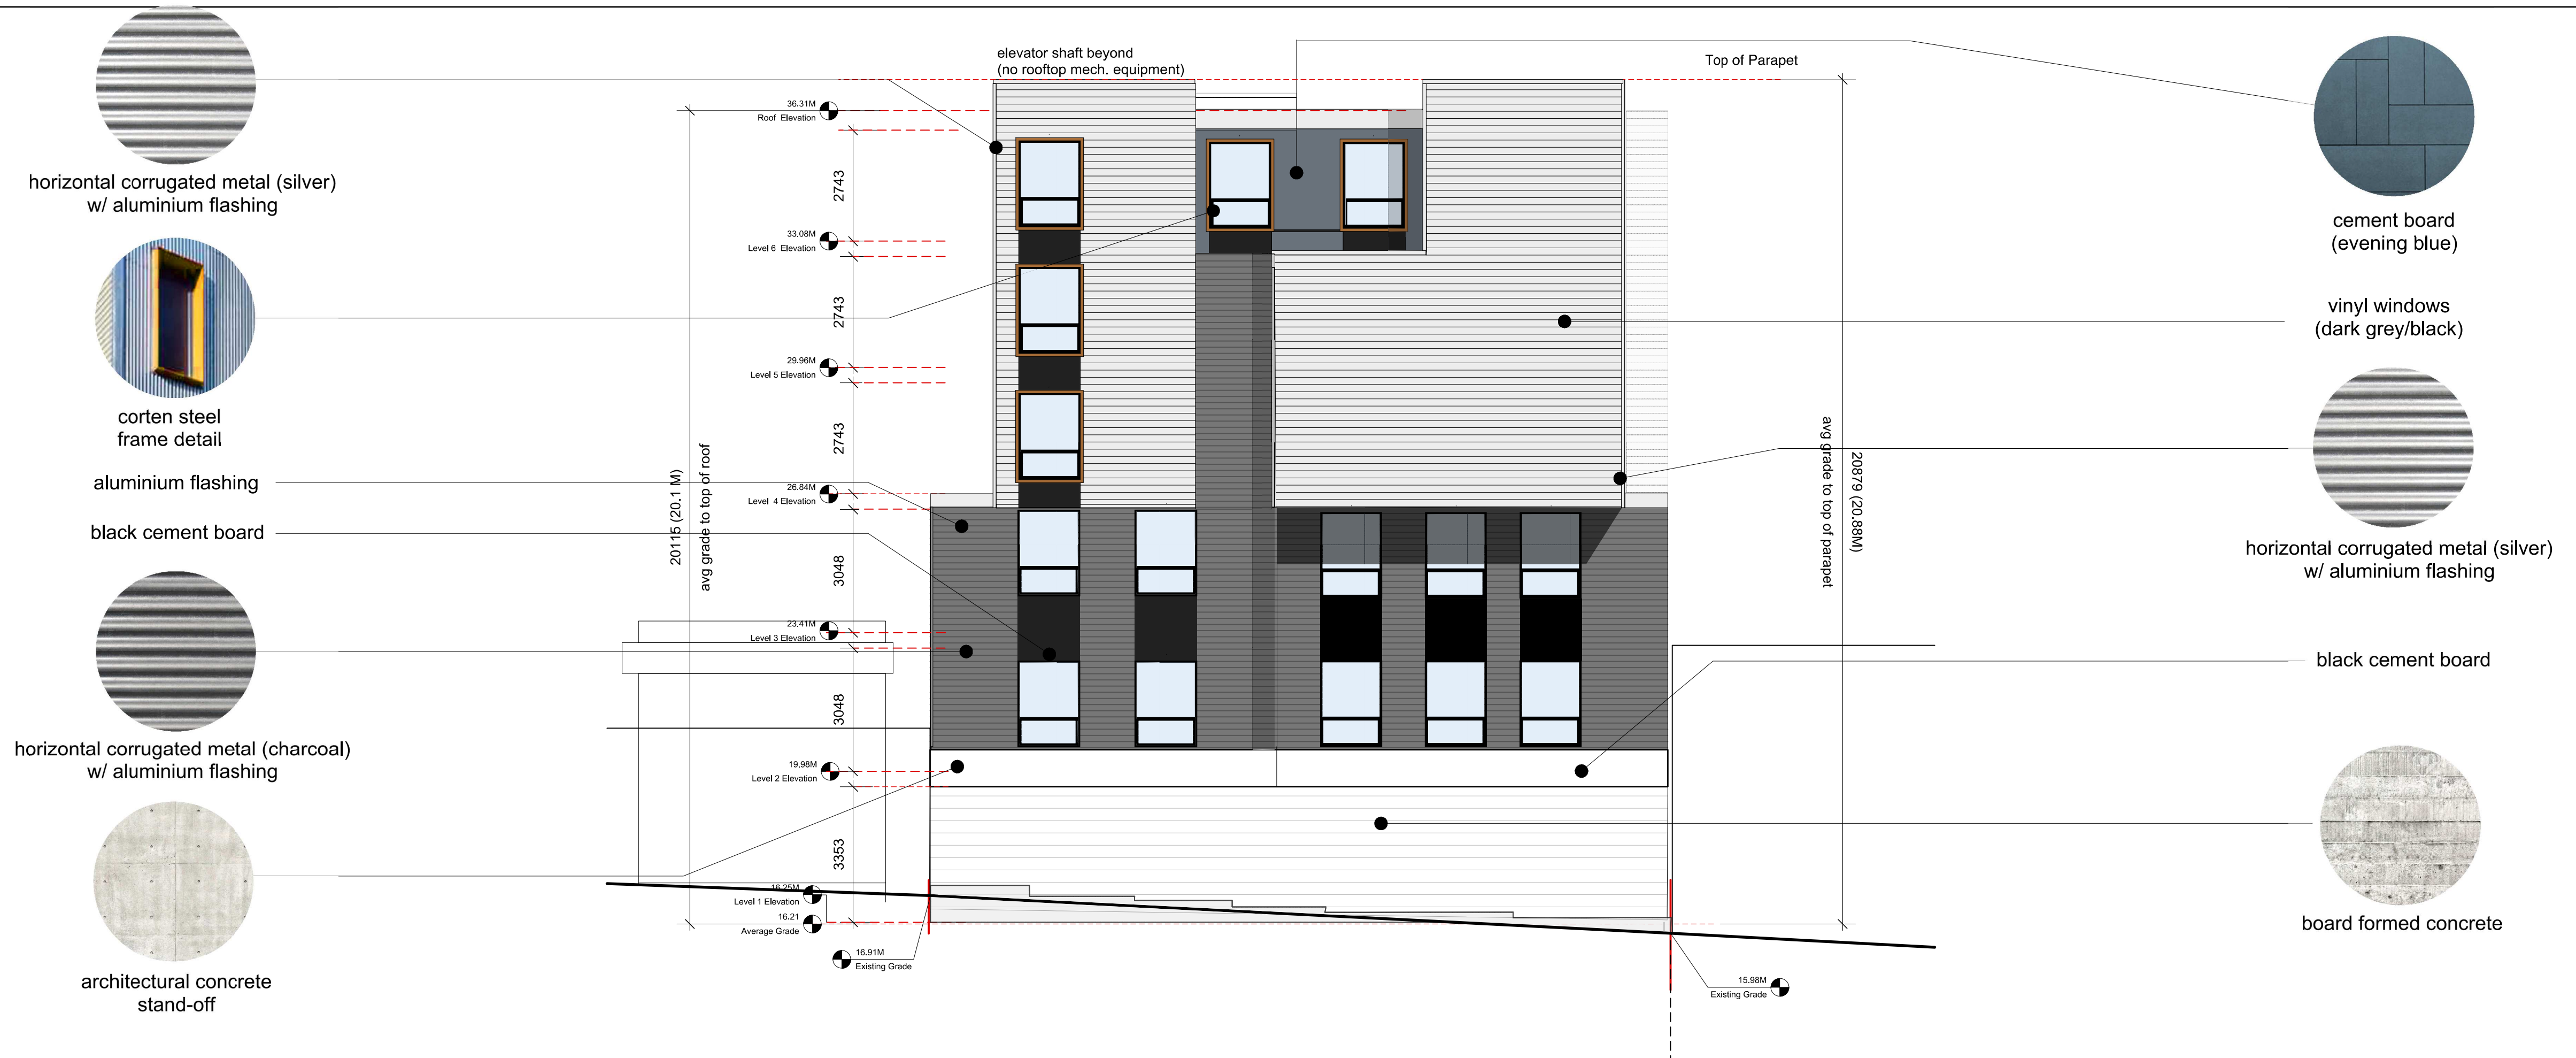 elevator shaft beyond
(no rooftop mech. equipment)
Top of Parapet
horizontal corrugated metal (silver)
w/ aluminium flashing
corten steel
frame detail
aluminium flashing
black cement board
horizontal corrugated metal (charcoal)
w/ aluminium flashing
architectural concrete
stand-off
20115 (20.1 M)
avg grade to top of roof
36.31M
Roof Elevation
2743
33.08M
Level 6 Elevation
2743
29.96M
Level 5 Elevation
2743
26.84M
Level 4 Elevation
3048
23.41M
Level 3 Elevation
3048
19.98M
Level 2 Elevation
3353
16.25M
Level 1 Elevation
16.21
Average Grade
16.91M
Existing Grade
15.98M
Existing Grade
avg grade to top of parapet
20879 (20.88M)
cement board
(evening blue)
vinyl windows
(dark grey/black)
horizontal corrugated metal (silver)
w/ aluminium flashing
black cement board
board formed concrete